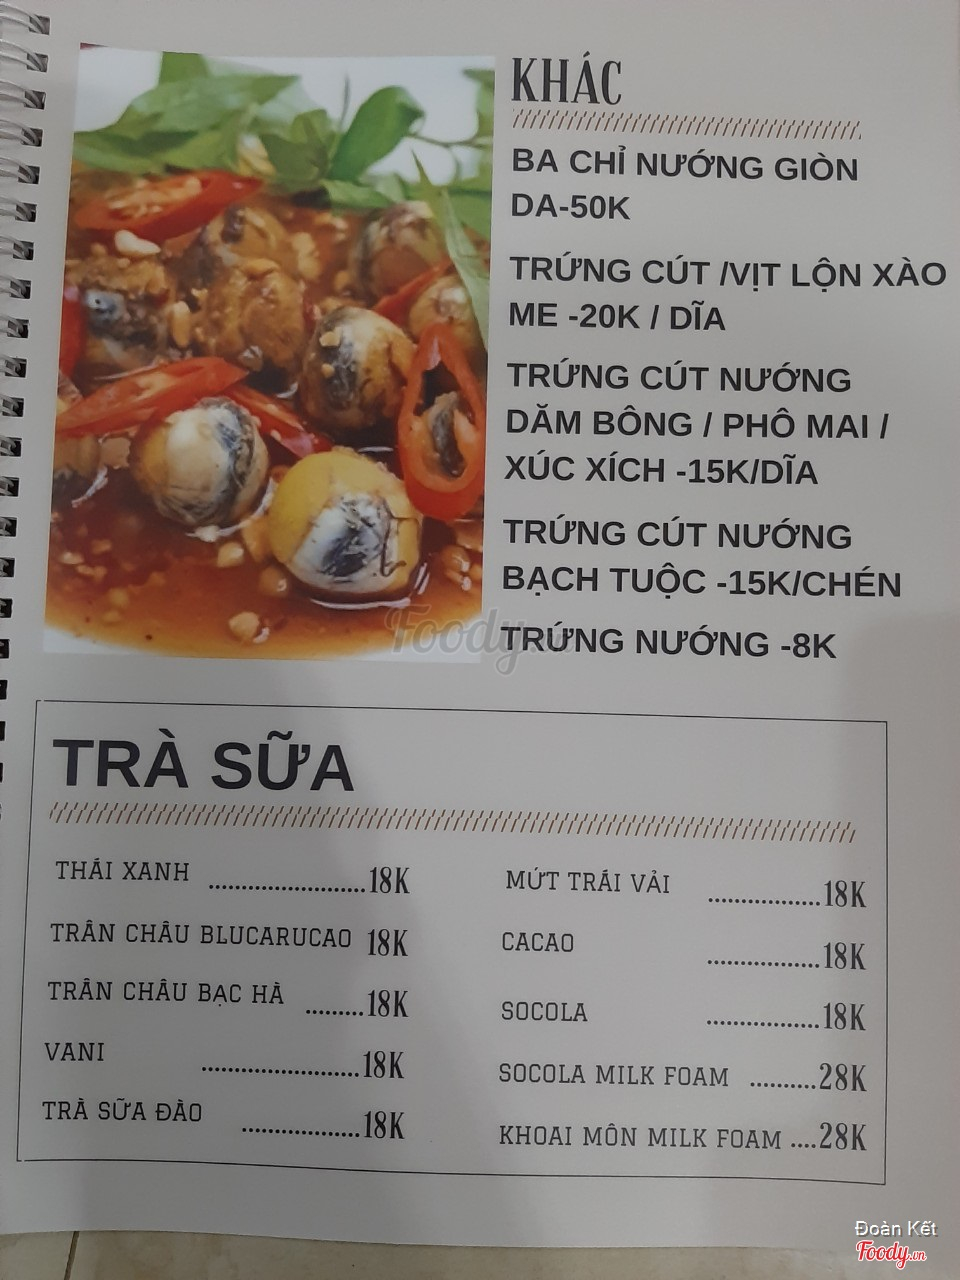 KHÁC
BA CHỈ NƯỚNG GIÒN
DA-50K
TRỨNG CÚT /VỊT LỘN XÀO
ME -20K / DĨA
TRỨNG CÚT NƯỚNG
DĂM BÔNG / PHÔ MAI /
XÚC XÍCH -15K/DĨA
TRỨNG CÚT NƯỚNG
BẠCH TUỘC -15K/CHÉN
TRỨNG NƯỚNG -8K
Foody.vn
TRÀ SỮA
THÁI XANH ........................18K
TRÂN CHÂU BLUCARUCAO 18K
TRÂN CHÂU BẠC HÀ .........18K
VANI ........................18K
TRÀ SỮA ĐÀO ..................18K
MỨT TRÁI VẢI .................18K
CACAO .................18K
SOCOLA .................18K
SOCOLA MILK FOAM ..........28K
KHOAI MÔN MILK FOAM ....28K
Đoàn Kết
Foody.vn